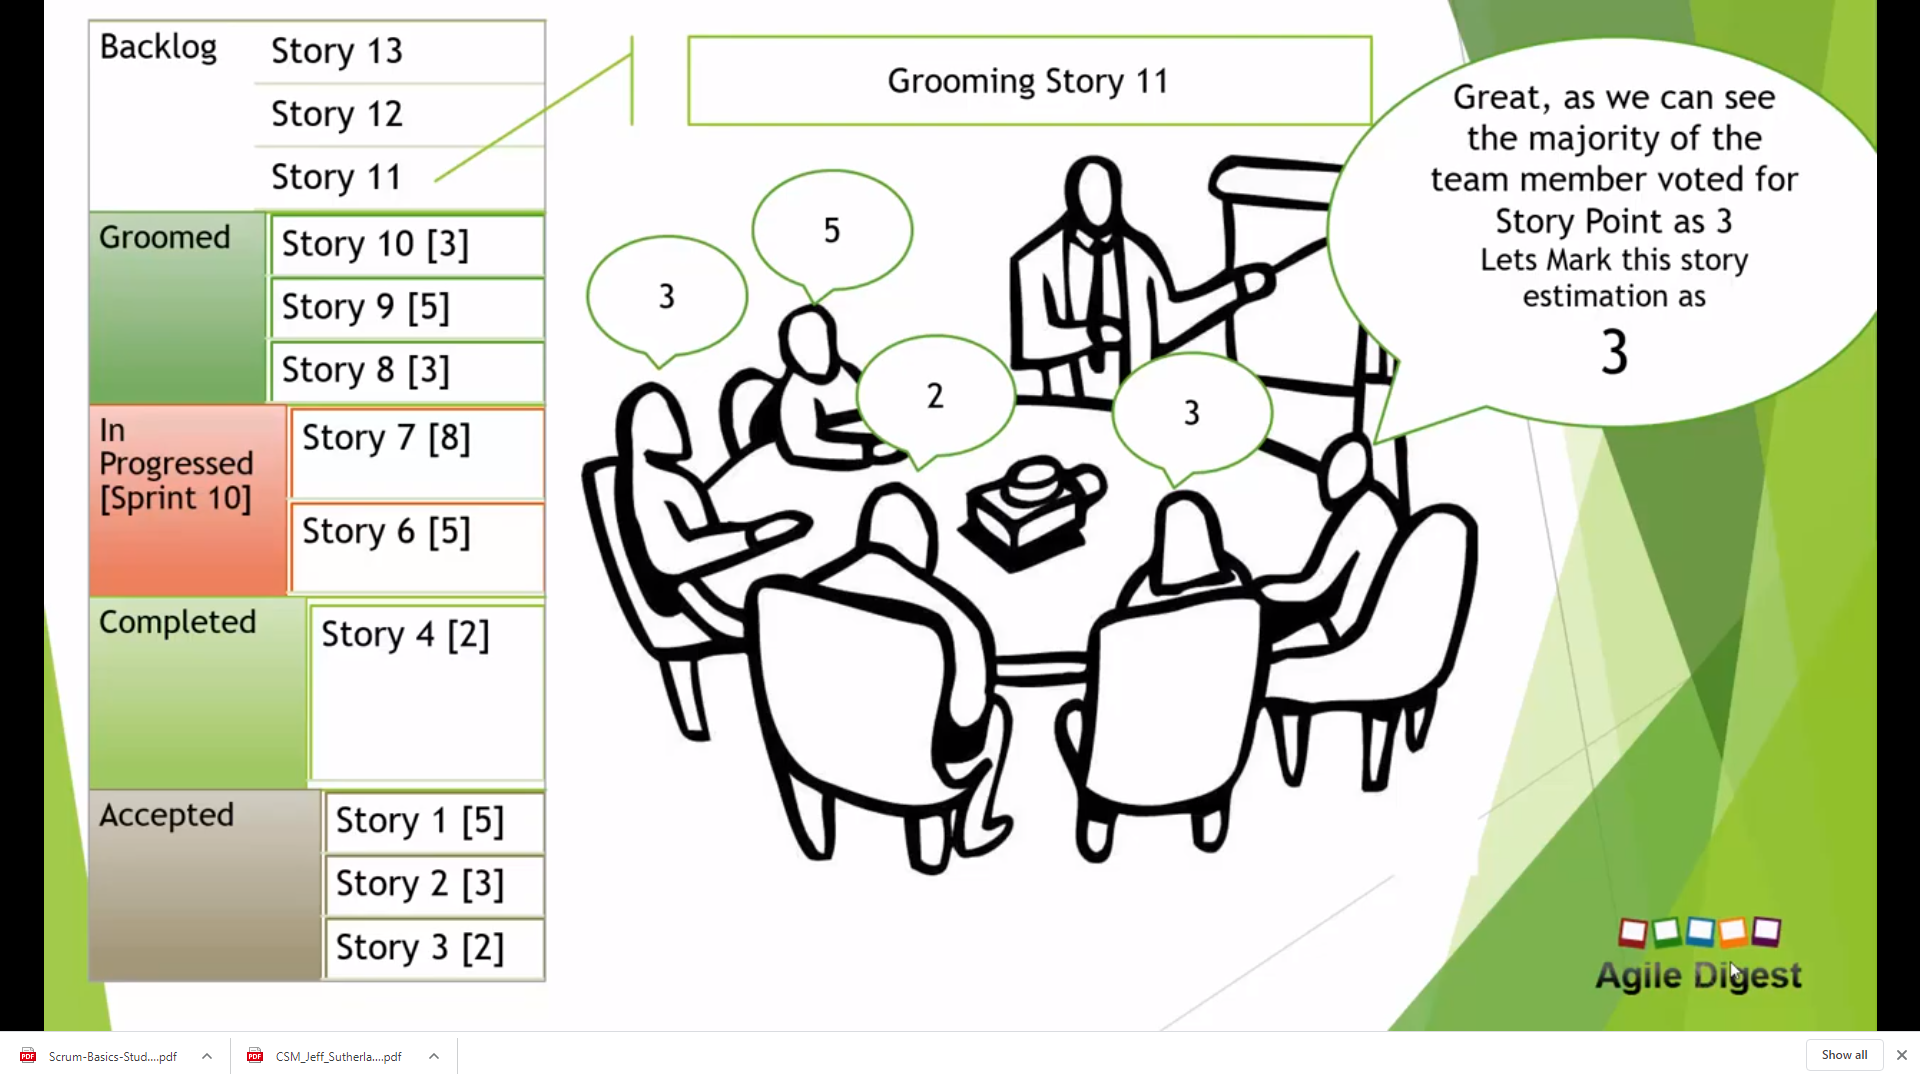 Backlog
Story 13
Story 12
Story 11
Groomed
Story 10 [3]
Story 9 [5]
Story 8 [3]
In
Progressed
[Sprint 10]
Story 7 [8]
Story 6 [5]
Completed
Story 4 [2]
Accepted
Story 1 [5]
Story 2 [3]
Story 3 [2]
Grooming Story 11
3
5
2
3
Great, as we can see
the majority of the
team member voted for
Story Point as 3
Lets Mark this story
estimation as
3
Agile Digest
PDF
Scrum-Basics-Stud....pdf
PDF
CSM_Jeff_Sutherla....pdf
Show all